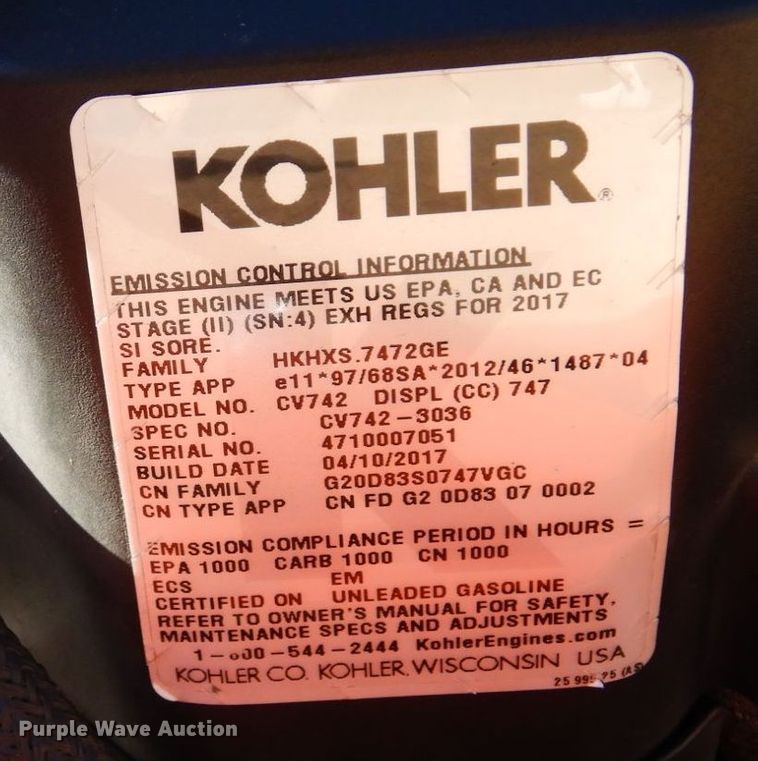 KOHLER®
EMISSION CONTROL INFORMATION
THIS ENGINE MEETS US EPA, CA AND EC
STAGE (II) (SN:4) EXH REGS FOR 2017
SI SORE.
FAMILY HKHXS.7472GE
TYPE APP e11*97/68SA*2012/46*1487*04
MODEL NO. CV742 DISPL (CC) 747
SPEC NO. CV742-3036
SERIAL NO. 4710007051
BUILD DATE 04/10/2017
CN FAMILY G20D83S0747VGC
CN TYPE APP CN FD G2 0D83 07 0002
EMISSION COMPLIANCE PERIOD IN HOURS =
EPA 1000 CARB 1000 CN 1000
ECS EM
CERTIFIED ON UNLEADED GASOLINE
REFER TO OWNER'S MANUAL FOR SAFETY,
MAINTENANCE SPECS AND ADJUSTMENTS
1-800-544-2444 KohlerEngines.com
KOHLER CO. KOHLER, WISCONSIN USA
Purple Wave Auction